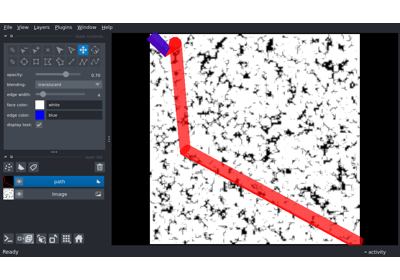 File View Layers Plugins Window Help
opacity: 0.70
blending: translucent
edge width: 4
face color: white
edge color: blue
display text: ✓
path
Image
Ready activity